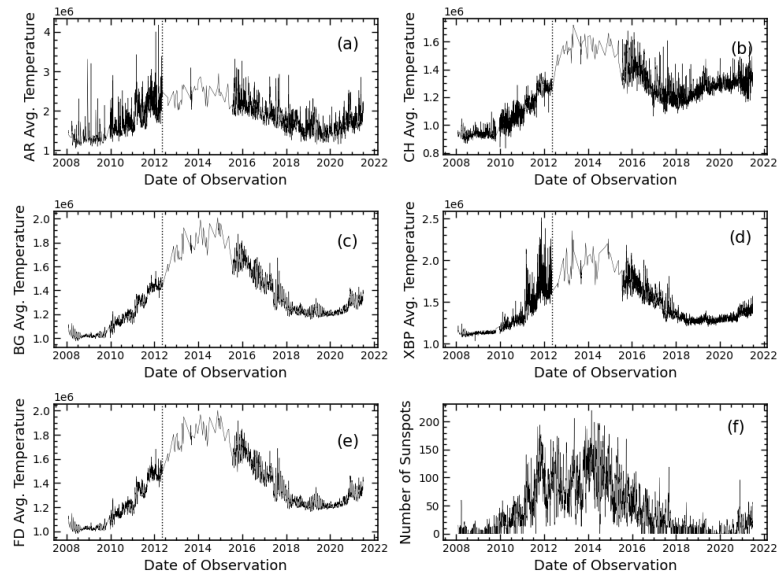 1e6
AR Avg. Temperature
4
3
2
1
(a)
2008 2010 2012 2014 2016 2018 2020 2022
Date of Observation
1e6
CH Avg. Temperature
1.6
1.4
1.2
1.0
0.8
(b)
2008 2010 2012 2014 2016 2018 2020 2022
Date of Observation
1e6
BG Avg. Temperature
2.0
1.8
1.6
1.4
1.2
1.0
(c)
2008 2010 2012 2014 2016 2018 2020 2022
Date of Observation
1e6
XBP Avg. Temperature
2.5
2.0
1.5
1.0
(d)
2008 2010 2012 2014 2016 2018 2020 2022
Date of Observation
1e6
FD Avg. Temperature
2.0
1.8
1.6
1.4
1.2
1.0
(e)
2008 2010 2012 2014 2016 2018 2020 2022
Date of Observation
Number of Sunspots
200
150
100
50
0
(f)
2008 2010 2012 2014 2016 2018 2020 2022
Date of Observation